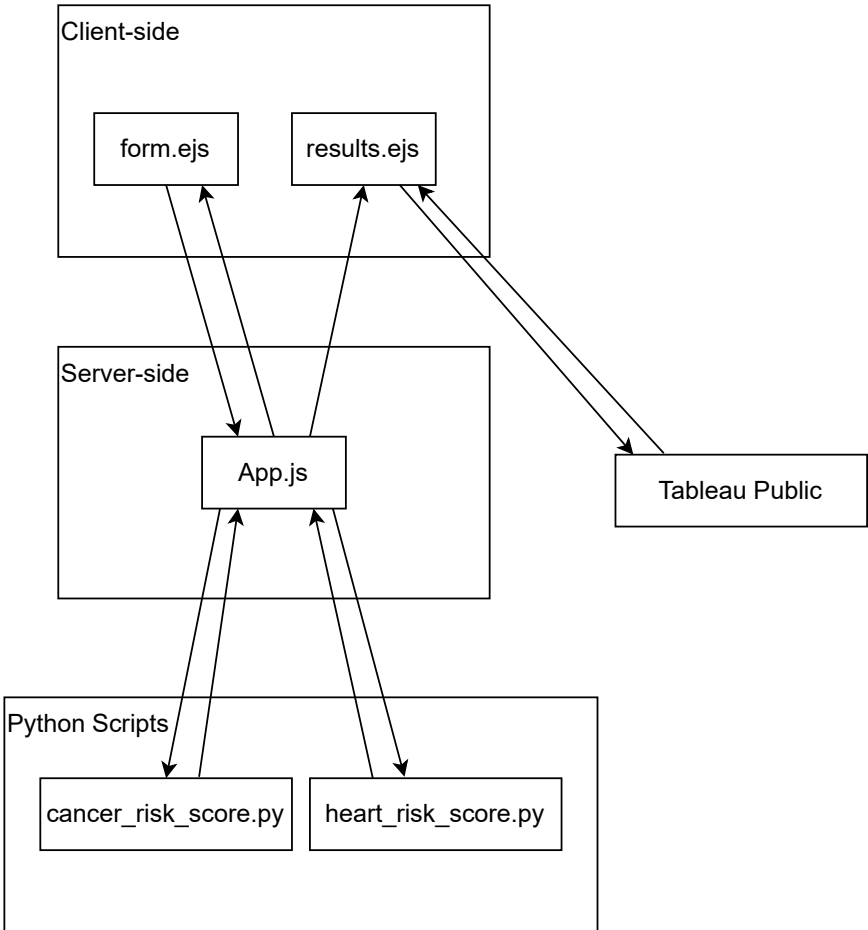 Client-side
form.ejs
results.ejs
Server-side
App.js
Tableau Public
Python Scripts
cancer_risk_score.py
heart_risk_score.py